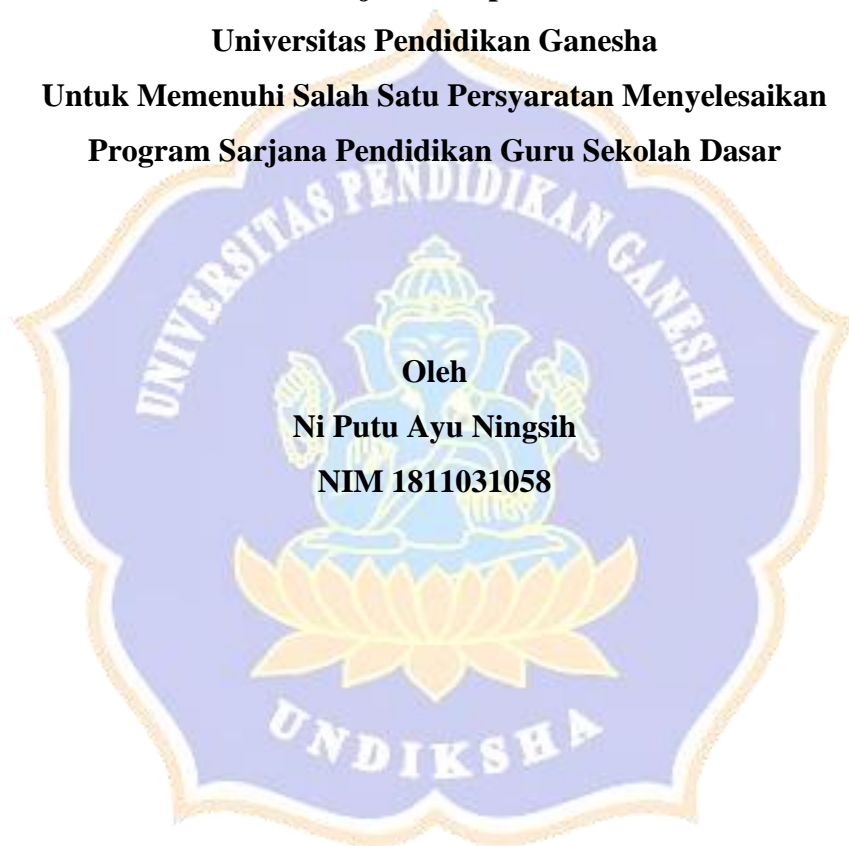 Universitas Pendidikan Ganesha
Untuk Memenuhi Salah Satu Persyaratan Menyelesaikan
Program Sarjana Pendidikan Guru Sekolah Dasar
UNIVERSITAS PENDIDIKAN GANESHA
Oleh
Ni Putu Ayu Ningsih
NIM 1811031058
UNDIKSHA